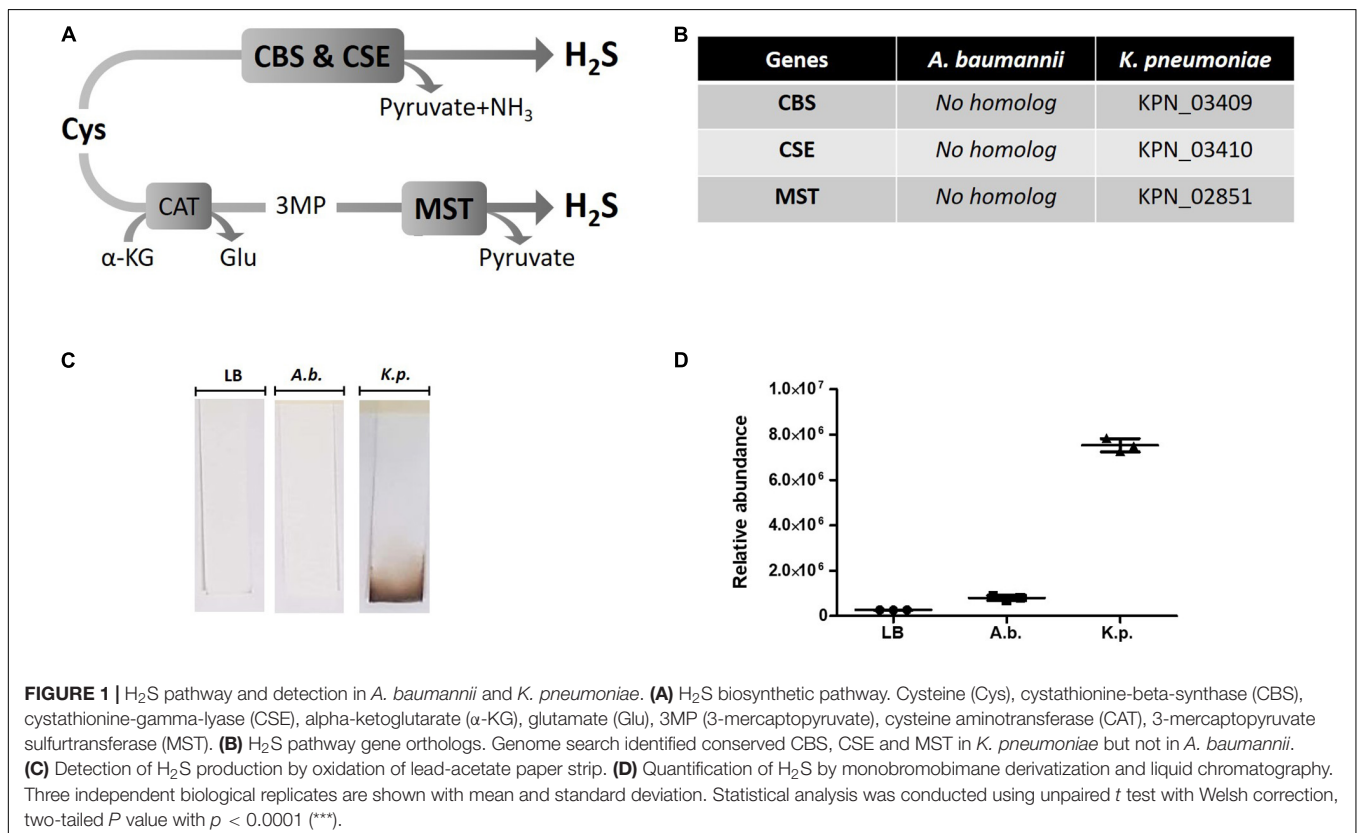 A
CBS & CSE
H₂S
Pyruvate+NH₃
Cys
CAT
3MP
MST
H₂S
α-KG
Glu
Pyruvate
B
Genes
A. baumannii
K. pneumoniae
CBS
No homolog
KPN_03409
CSE
No homolog
KPN_03410
MST
No homolog
KPN_02851
C
LB
A.b.
K.p.
D
Relative abundance
1.0×10⁷
8.0×10⁶
6.0×10⁶
4.0×10⁶
2.0×10⁶
0
LB
A.b.
K.p.
FIGURE 1 | H₂S pathway and detection in A. baumannii and K. pneumoniae. (A) H₂S biosynthetic pathway. Cysteine (Cys), cystathionine-beta-synthase (CBS),
cystathionine-gamma-lyase (CSE), alpha-ketoglutarate (α-KG), glutamate (Glu), 3MP (3-mercaptopyruvate), cysteine aminotransferase (CAT), 3-mercaptopyruvate
sulfurtransferase (MST). (B) H₂S pathway gene orthologs. Genome search identified conserved CBS, CSE and MST in K. pneumoniae but not in A. baumannii.
(C) Detection of H₂S production by oxidation of lead-acetate paper strip. (D) Quantification of H₂S by monobromobimane derivatization and liquid chromatography.
Three independent biological replicates are shown with mean and standard deviation. Statistical analysis was conducted using unpaired t test with Welsh correction,
two-tailed P value with p < 0.0001 (***).